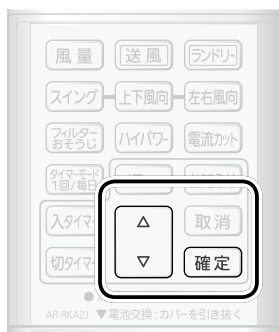 風量 送風 ランドリー
スイング 上下風向 左右風向
フィルター おそうじ ハイパワー 電流カット
タイマーモード 1回/毎日
入タイマ △ 取消
切タイマ ▽ 確定
AR-RKA2J ▼電池交換:カバーを引き抜く